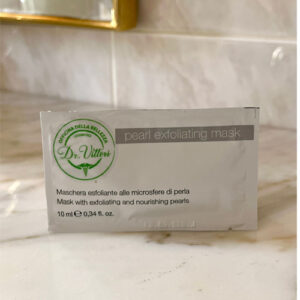 OFFICINA DELLA BELLEZZA
Dr. Vittori
pearl exfoliating mask
Maschera esfoliante alle microsfere di perla
Mask with exfoliating and nourishing pearls
10 ml ℮ 0,34 fl. oz.